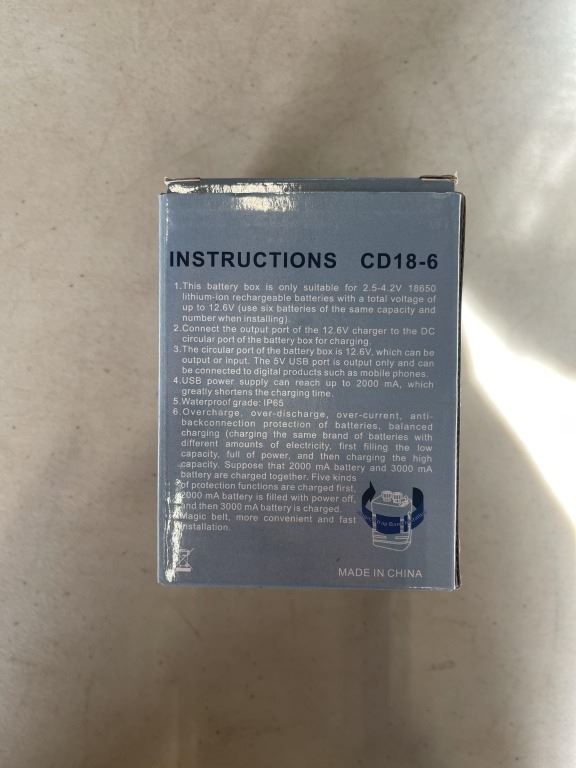 INSTRUCTIONS CD18-6
1.This battery box is only suitable for 2.5-4.2V 18650
lithium-ion rechargeable batteries with a total voltage of
up to 12.6V (use six batteries of the same capacity and
number when installing).
2.Connect the output port of the 12.6V charger to the DC
circular port of the battery box for charging.
3.The circular port of the battery box is 12.6V, which can be
output or input. The 5V USB port is output only and can
be connected to digital products such as mobile phones.
4.USB power supply can reach up to 2000 mA, which
greatly shortens the charging time.
5.Waterproof grade: IP65
6.Overcharge, over-discharge, over-current, anti-
backconnection protection of batteries, balanced
charging (charging the same brand of batteries with
different amounts of electricity, first filling the low
capacity, full of power, and then charging the high
capacity. Suppose that 2000 mA battery and 3000 mA
battery are charged together. Five kinds
of protection functions are charged first,
2000 mA battery is filled with power off,
and then 3000 mA battery is charged.
Magic belt, more convenient and fast
installation.
MADE IN CHINA